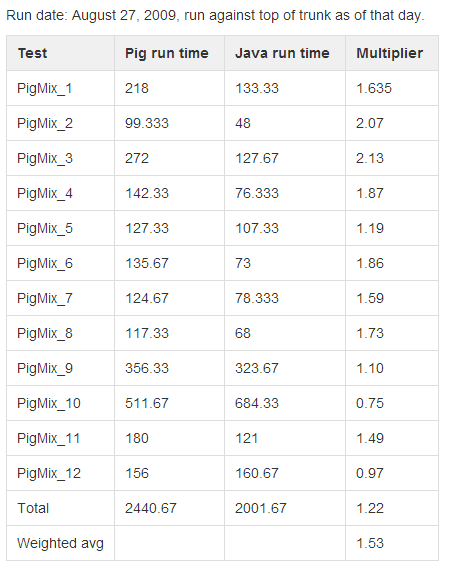 Run date: August 27, 2009, run against top of trunk as of that day.
Test Pig run time Java run time Multiplier
PigMix_1 218 133.33 1.635
PigMix_2 99.333 48 2.07
PigMix_3 272 127.67 2.13
PigMix_4 142.33 76.333 1.87
PigMix_5 127.33 107.33 1.19
PigMix_6 135.67 73 1.86
PigMix_7 124.67 78.333 1.59
PigMix_8 117.33 68 1.73
PigMix_9 356.33 323.67 1.10
PigMix_10 511.67 684.33 0.75
PigMix_11 180 121 1.49
PigMix_12 156 160.67 0.97
Total 2440.67 2001.67 1.22
Weighted avg 1.53